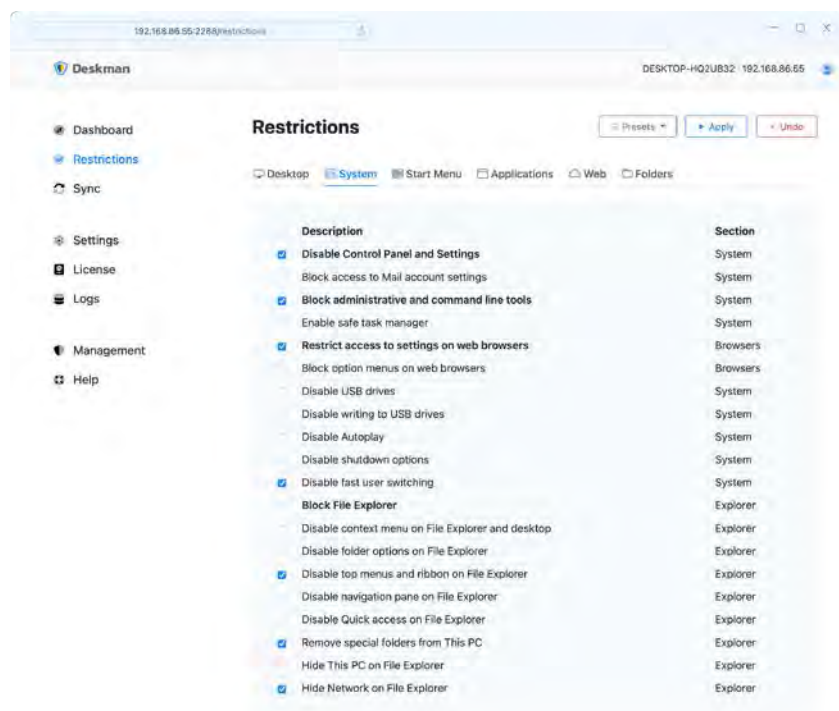 192.168.86.55:2288/restrictions
Deskman
DESKTOP-HQ2UB32 192.168.86.55
Dashboard
Restrictions
Sync
Settings
License
Logs
Management
Help
Restrictions
Presets
Apply
Undo
Desktop System Start Menu Applications Web Folders
Description Section
Disable Control Panel and Settings System
Block access to Mail account settings System
Block administrative and command line tools System
Enable safe task manager System
Restrict access to settings on web browsers Browsers
Block option menus on web browsers Browsers
Disable USB drives System
Disable writing to USB drives System
Disable Autoplay System
Disable shutdown options System
Disable fast user switching System
Block File Explorer Explorer
Disable context menu on File Explorer and desktop Explorer
Disable folder options on File Explorer Explorer
Disable top menus and ribbon on File Explorer Explorer
Disable navigation pane on File Explorer Explorer
Disable Quick access on File Explorer Explorer
Remove special folders from This PC Explorer
Hide This PC on File Explorer Explorer
Hide Network on File Explorer Explorer